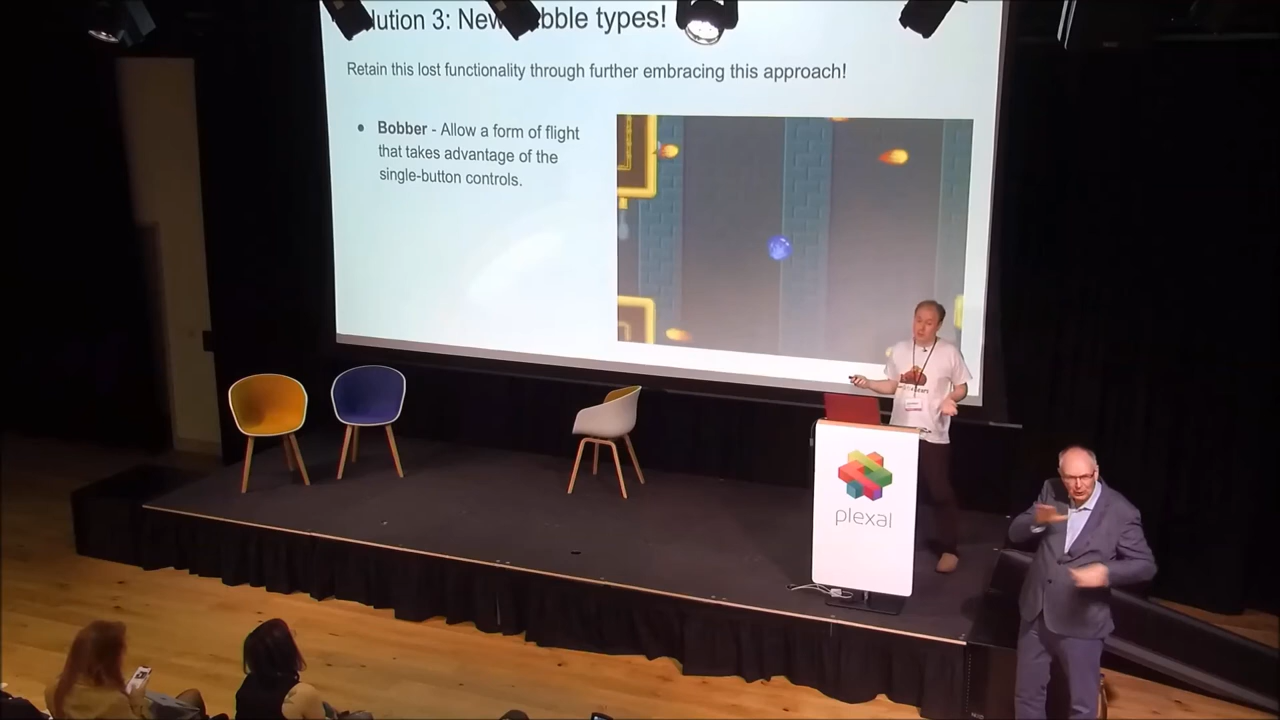 lution 3: New bble types!
Retain this lost functionality through further embracing this approach!
• Bobber - Allow a form of flight
that takes advantage of the
single-button controls.
plexal